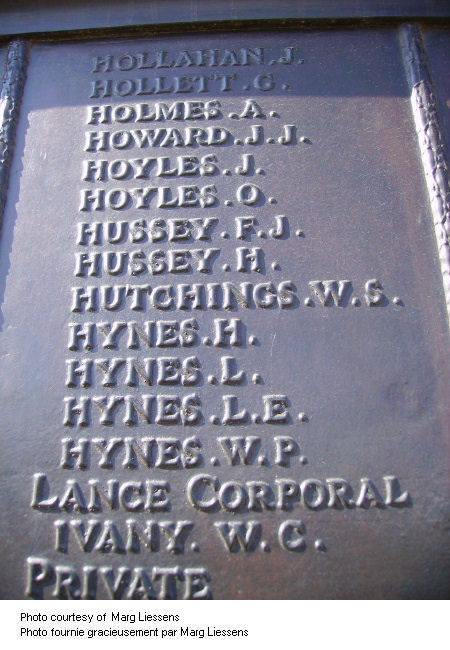 HOLLAHAN.J.
HOLLETT.G.
HOLMES.A.
HOWARD.J.J.
HOYLES.J.
HOYLES.O.
HUSSEY.F.J.
HUSSEY.H.
HUTCHINGS.W.S.
HYNES.H.
HYNES.L.
HYNES.L.E.
HYNES.W.P.
LANCE CORPORAL
IVANY. W.C.
PRIVATE
Photo courtesy of Marg Liessens
Photo fournie gracieusement par Marg Liessens